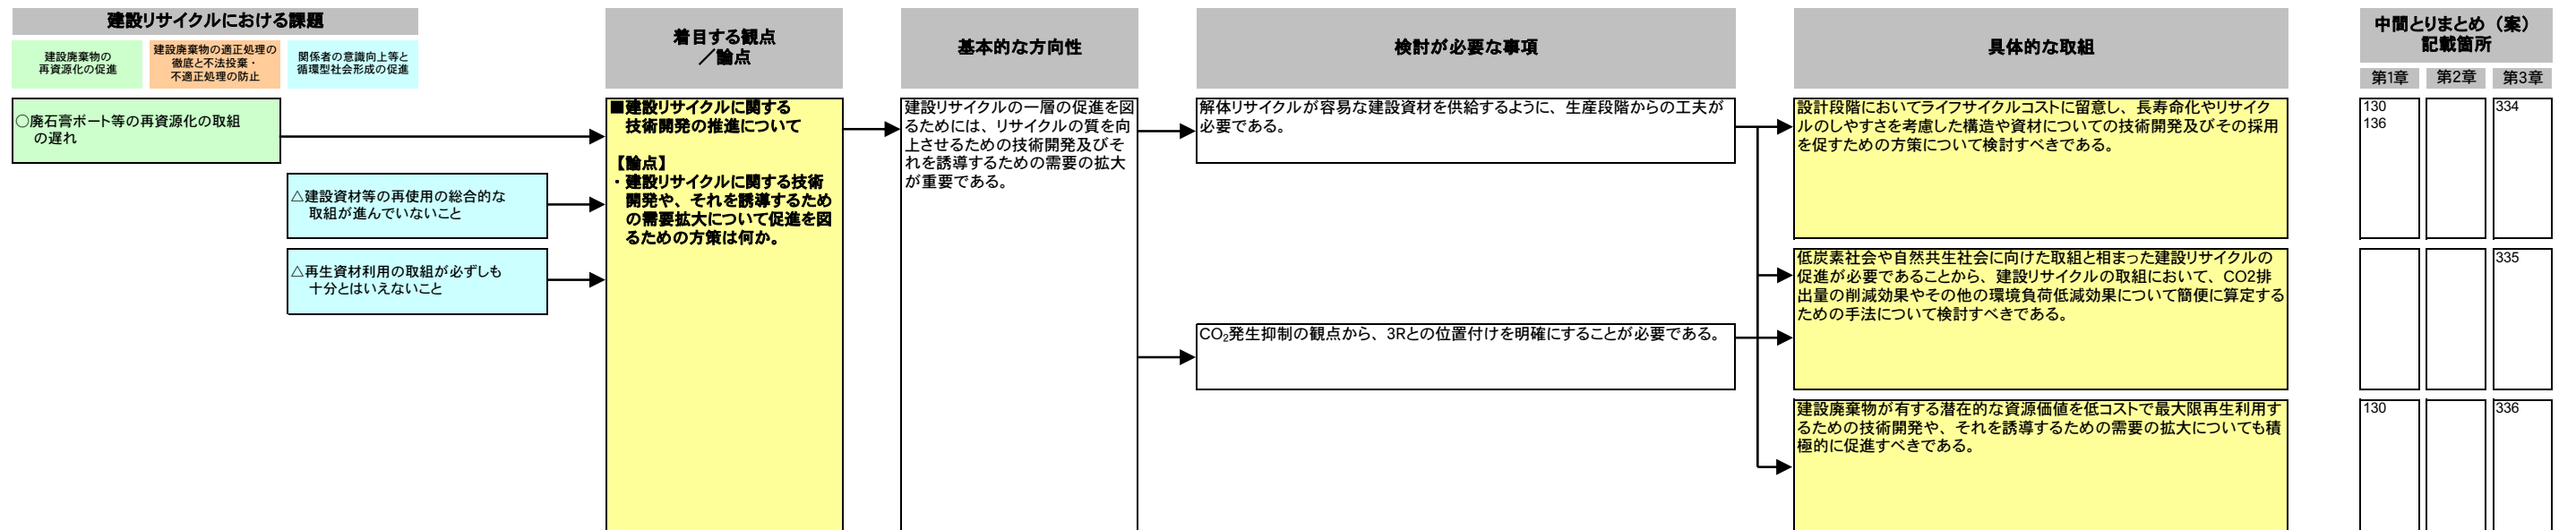 建設リサイクルにおける課題
建設廃棄物の
再資源化の促進
建設廃棄物の適正処理の
徹底と不法投棄・
不適正処理の防止
関係者の意識向上等と
循環型社会形成の促進
着目する観点
／論点
基本的な方向性
検討が必要な事項
具体的な取組
中間とりまとめ（案）
記載箇所
第1章
第2章
第3章
○廃石膏ボート等の再資源化の取組
の遅れ
△建設資材等の再使用の総合的な
取組が進んでいないこと
△再生資材利用の取組が必ずしも
十分とはいえないこと
■建設リサイクルに関する
技術開発の推進について
【論点】
・建設リサイクルに関する技術
開発や、それを誘導するため
の需要拡大について促進を図
るための方策は何か。
建設リサイクルの一層の促進を図
るためには、リサイクルの質を向
上させるための技術開発及びそ
れを誘導するための需要の拡大
が重要である。
解体リサイクルが容易な建設資材を供給するように、生産段階からの工夫が
必要である。
CO₂発生抑制の観点から、3Rとの位置付けを明確にすることが必要である。
設計段階においてライフサイクルコストに留意し、長寿命化やリサイク
ルのしやすさを考慮した構造や資材についての技術開発及びその採用
を促すための方策について検討すべきである。
130
136
334
低炭素社会や自然共生社会に向けた取組と相まった建設リサイクルの
促進が必要であることから、建設リサイクルの取組において、CO2排
出量の削減効果やその他の環境負荷低減効果について簡便に算定する
ための手法について検討すべきである。
335
建設廃棄物が有する潜在的な資源価値を低コストで最大限再生利用す
るための技術開発や、それを誘導するための需要の拡大についても積
極的に促進すべきである。
130
336